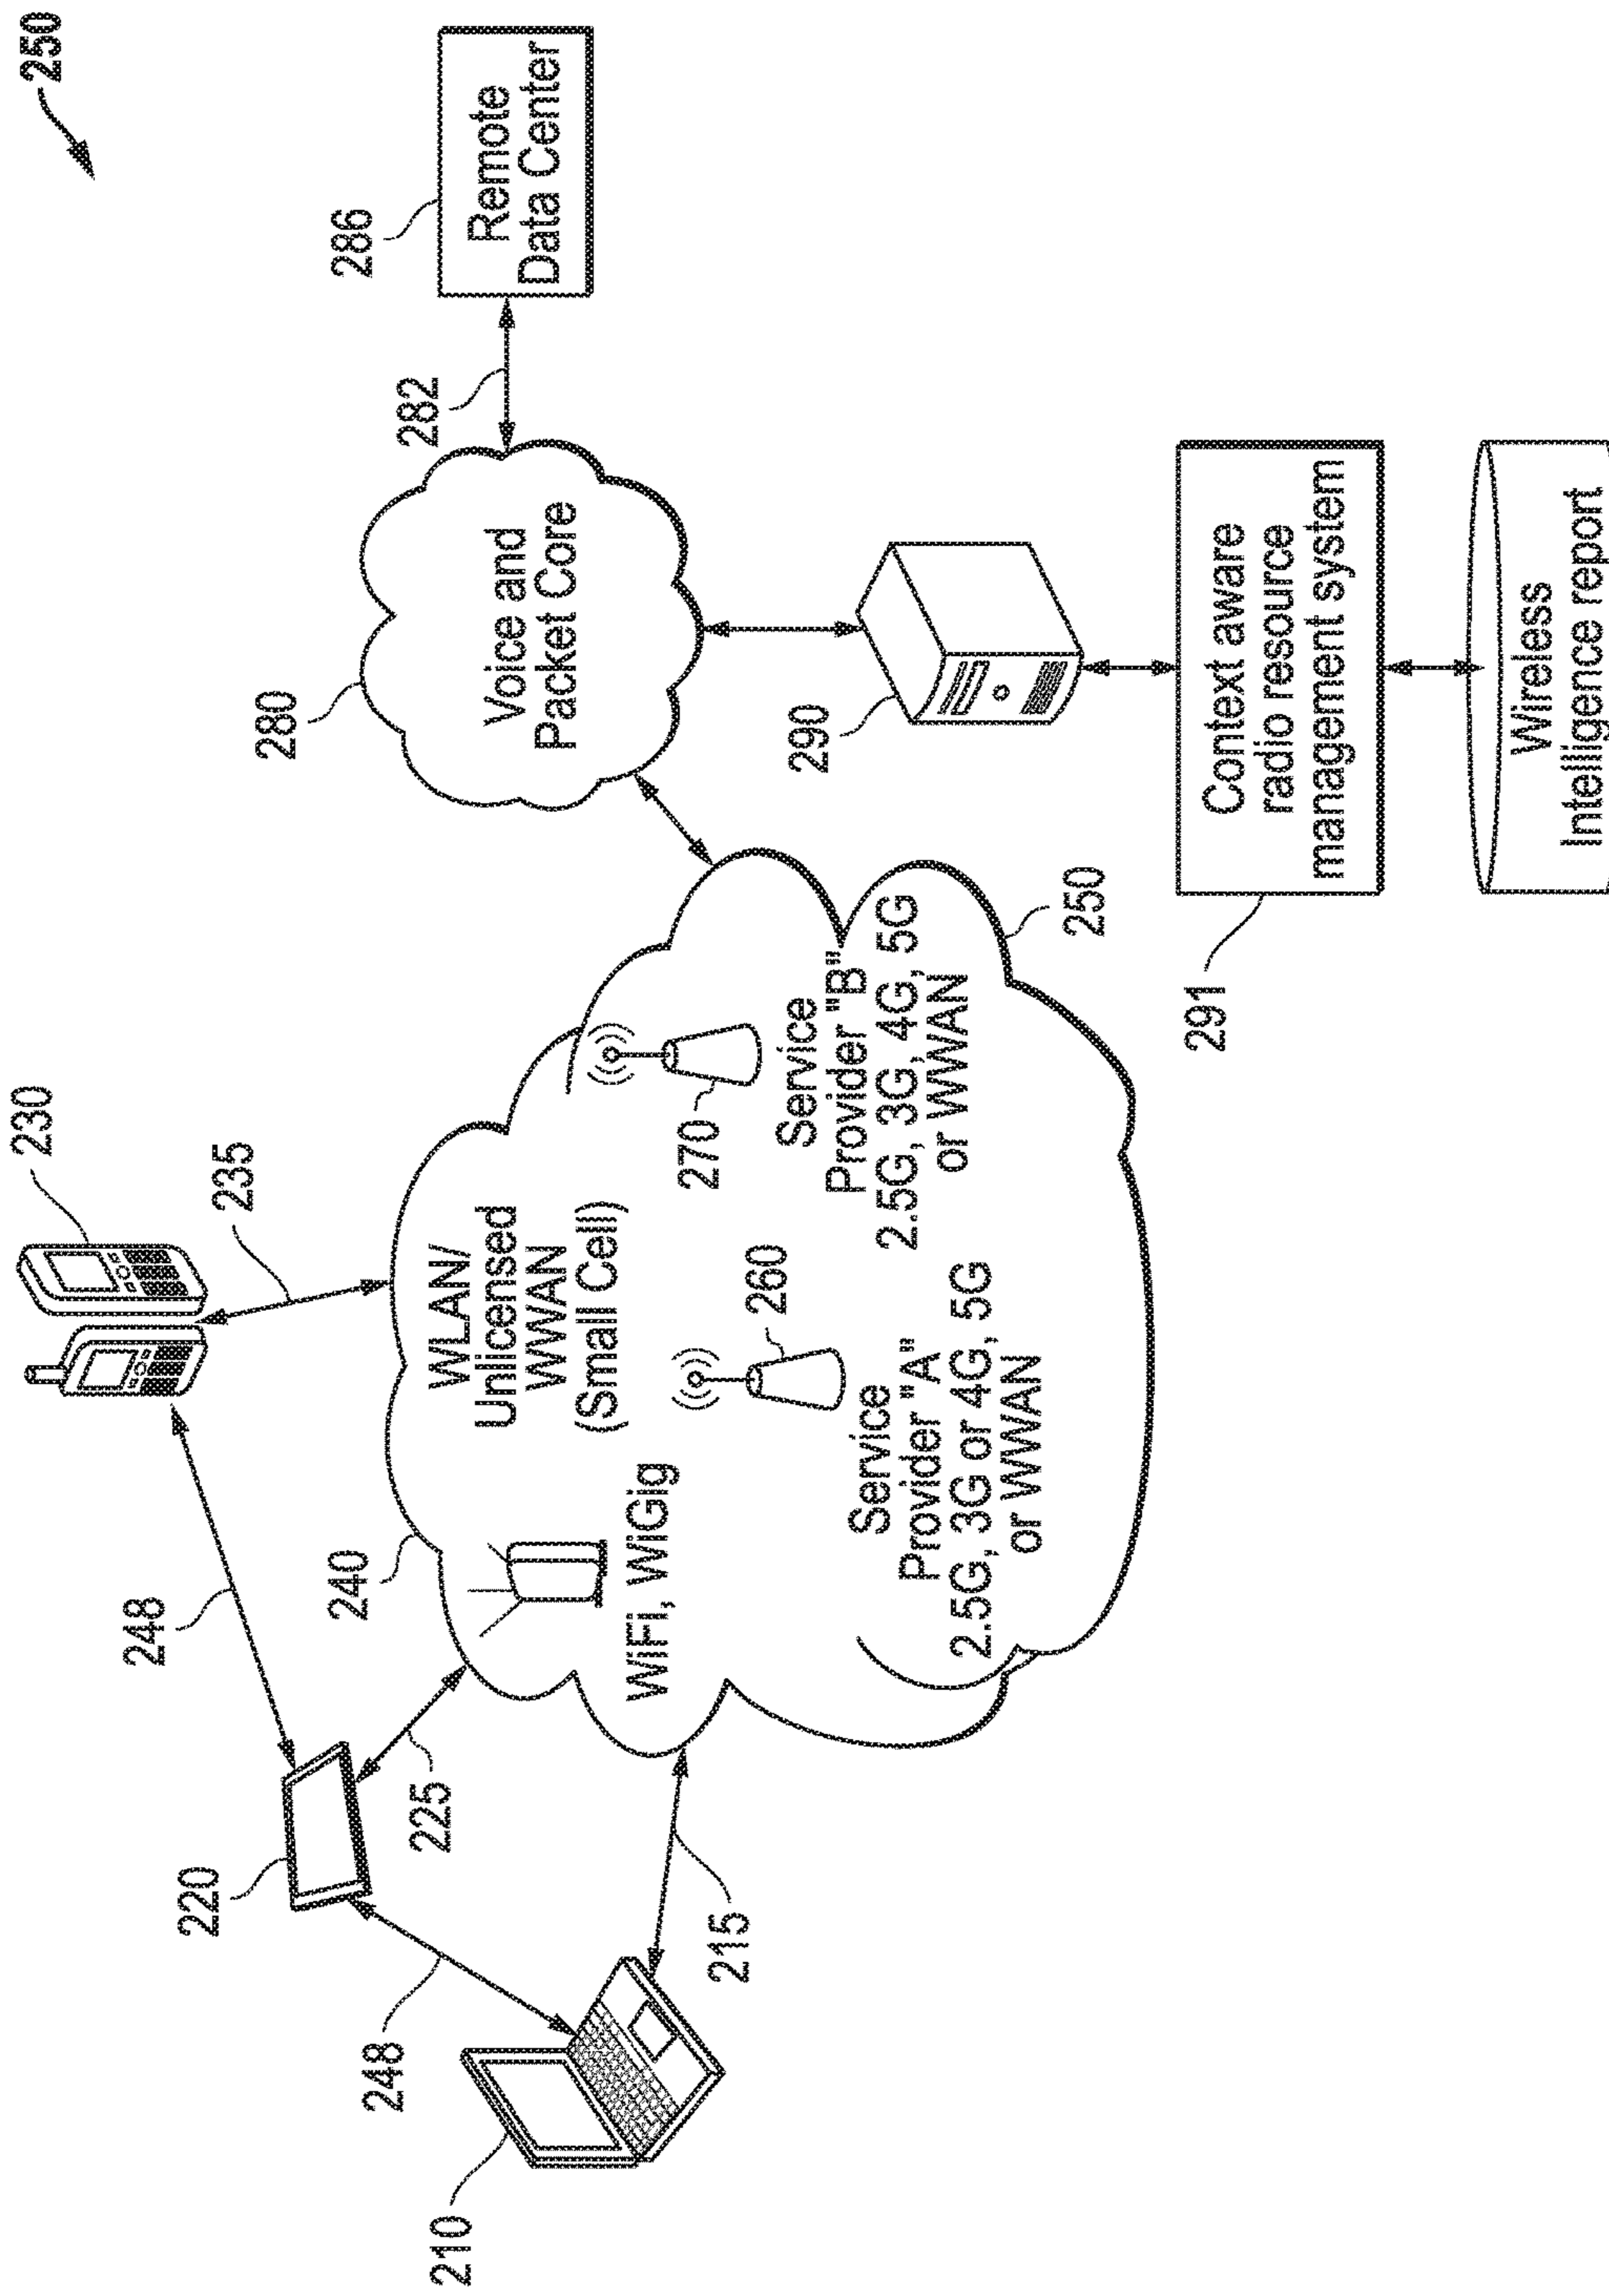 250
230
235
248
240
220
225
248
210
215
WLAN/
Unlicensed
WWAN
(Small Cell)
WiFi, WiGig
260
270
Service
Provider "A"
2.5G, 3G or 4G, 5G
or WWAN
Service
Provider "B"
2.5G, 3G, 4G, 5G
or WWAN
250
280
Voice and
Packet Core
282
286
Remote
Data Center
290
291
Context aware
radio resource
management system
Wireless
Intelligence report